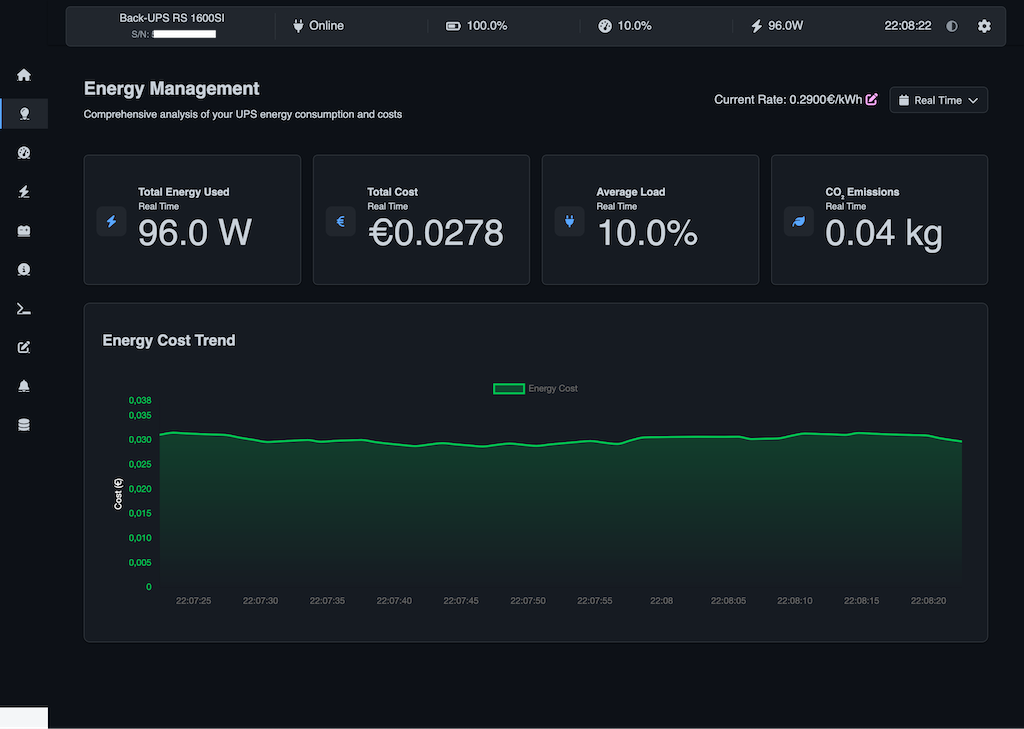 Back-UPS RS 1600SI
S/N:
Online
100.0%
10.0%
96.0W
22:08:22
Energy Management
Comprehensive analysis of your UPS energy consumption and costs
Current Rate: 0.2900€/kWh
Real Time
Total Energy Used
Real Time
96.0 W
Total Cost
Real Time
€0.0278
Average Load
Real Time
10.0%
CO₂ Emissions
Real Time
0.04 kg
Energy Cost Trend
Energy Cost
0,038
0,035
0,030
0,025
0,020
0,015
0,010
0,005
0
Cost (€)
22:07:25
22:07:30
22:07:35
22:07:40
22:07:45
22:07:50
22:07:55
22:08
22:08:05
22:08:10
22:08:15
22:08:20